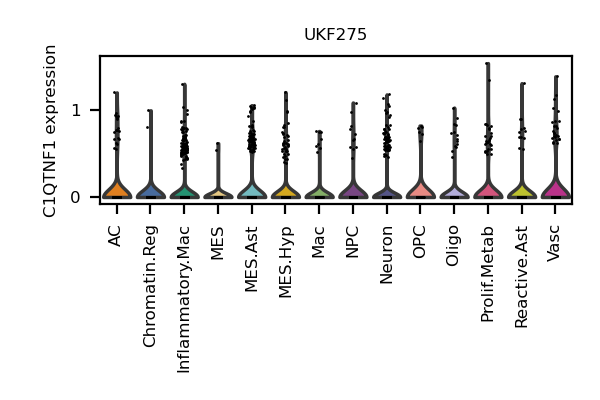 UKF275
C1QTNF1 expression
1
0
AC
Chromatin.Reg
Inflammatory.Mac
MES
MES.Ast
MES.Hyp
Mac
NPC
Neuron
OPC
Oligo
Prolif.Metab
Reactive.Ast
Vasc